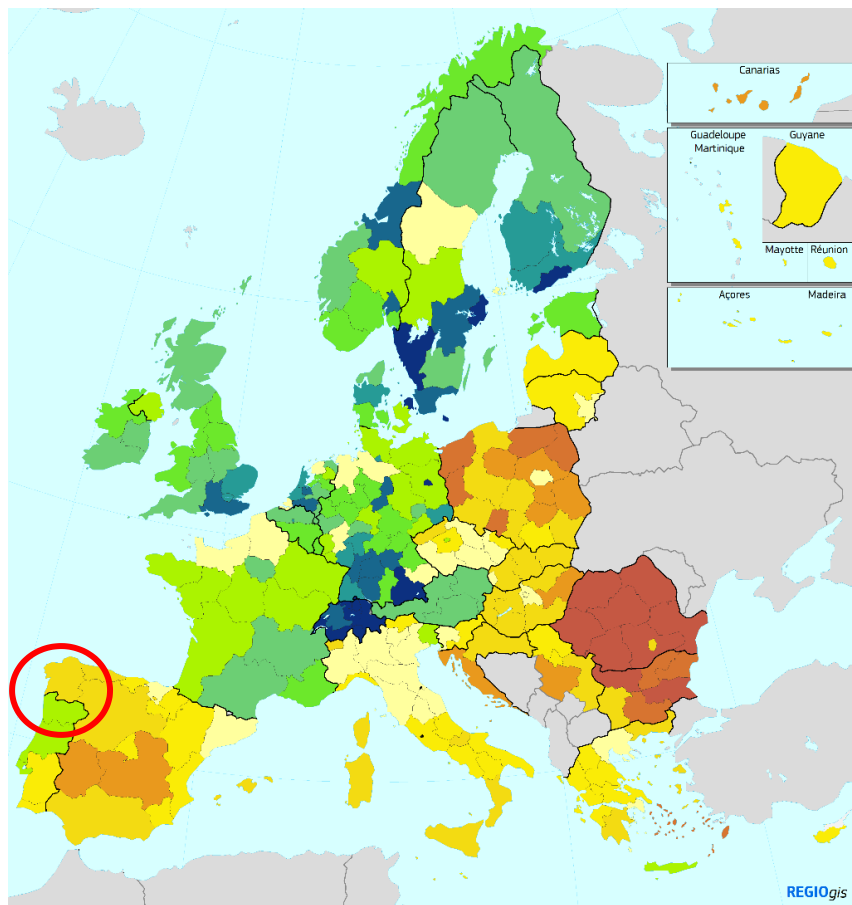 Canarias
Guadeloupe
Martinique
Guyane
Mayotte
Réunion
Açores
Madeira
REGIOgis